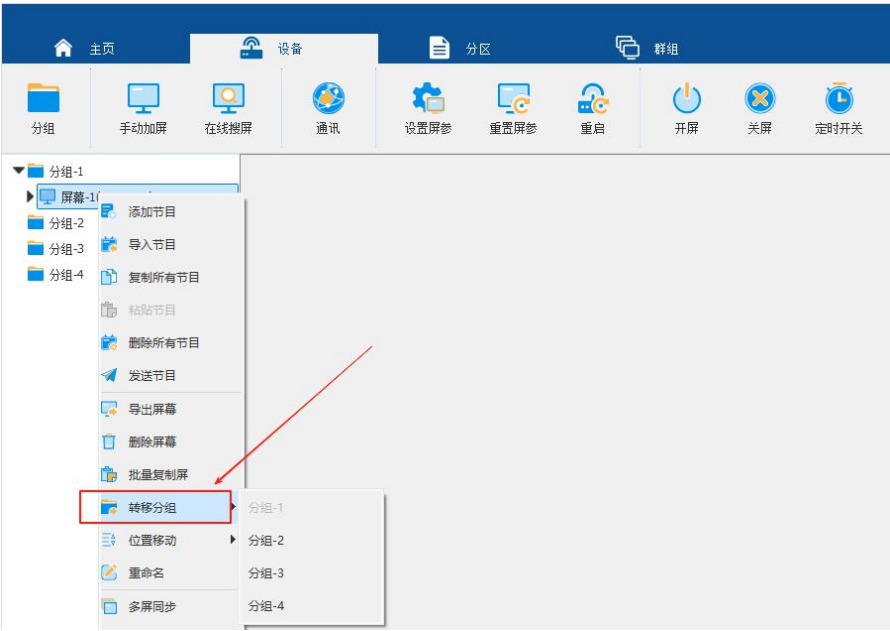 主页 设备 分区 群组
分组 手动加屏 在线搜屏 通讯 设置屏参 重置屏参 重启 开屏 关屏 定时开关
分组-1
屏幕-1
分组-2
分组-3
分组-4
添加节目
导入节目
复制所有节目
粘贴节目
删除所有节目
发送节目
导出屏幕
删除屏幕
批量复制屏
转移分组
位置移动
重命名
多屏同步
分组-1
分组-2
分组-3
分组-4